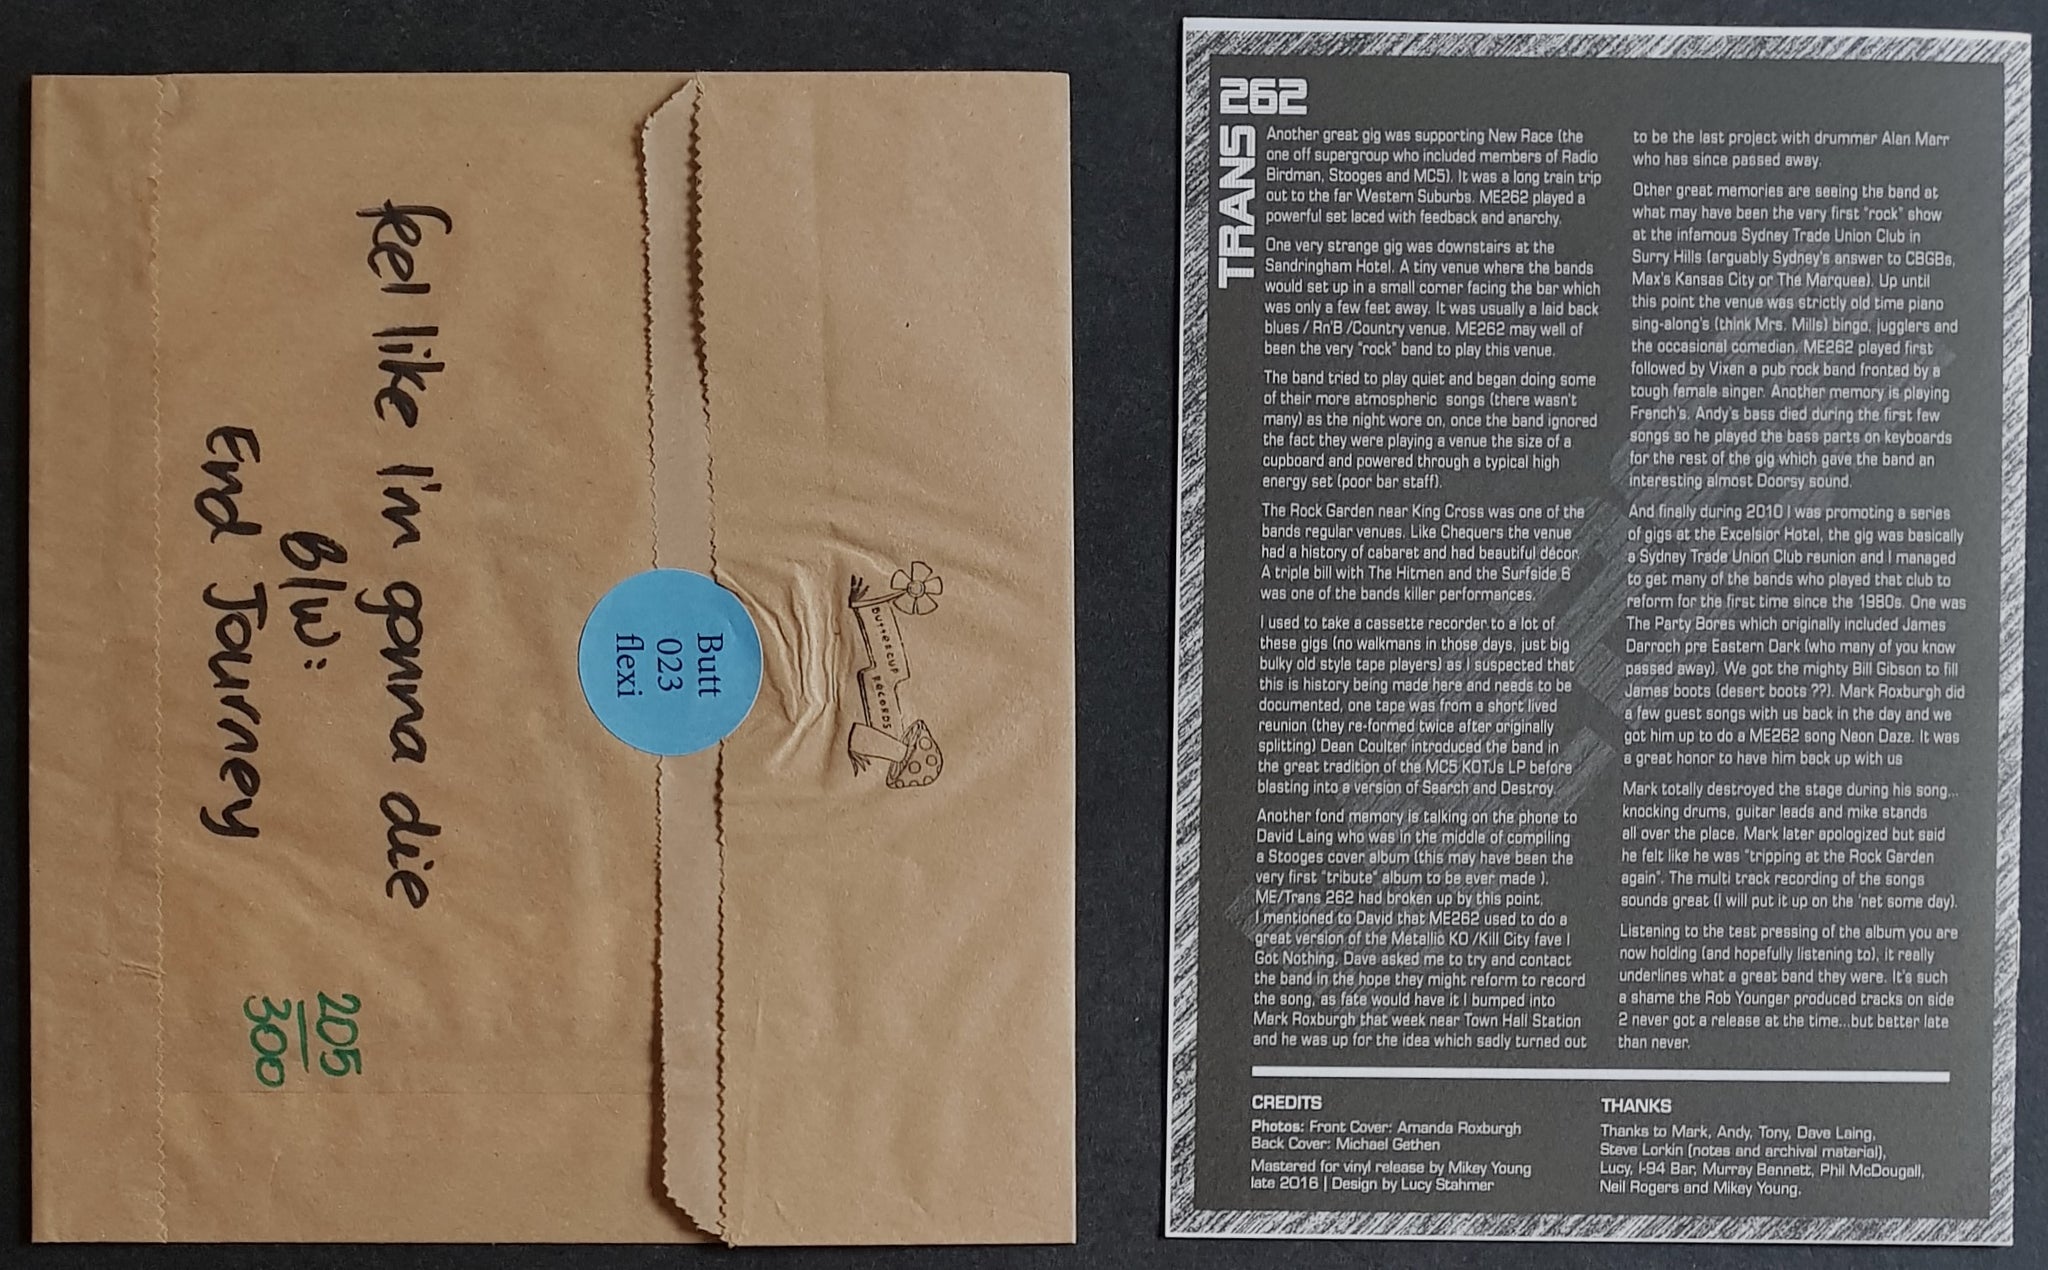 feel like I'm gonna die
B/W:
End Journey
205
300
Butt
023
flexi
BUTTERCUP RECORDS
TRANS 262
Another great gig was supporting New Race (the
one off supergroup who included members of Radio
Birdman, Stooges and MC5). It was a long train trip
out to the far Western Suburbs. ME262 played a
powerful set laced with feedback and anarchy.
One very strange gig was downstairs at the
Sandringham Hotel. A tiny venue where the bands
would set up in a small corner facing the bar which
was only a few feet away. It was usually a laid back
blues / Rn'B /Country venue. ME262 may well of
been the very "rock" band to play this venue.
The band tried to play quiet and began doing some
of their more atmospheric songs (there wasn't
many) as the night wore on, once the band ignored
the fact they were playing a venue the size of a
cupboard and powered through a typical high
energy set (poor bar staff).
The Rock Garden near King Cross was one of the
bands regular venues. Like Chequers the venue
had a history of cabaret and had beautiful décor.
A triple bill with The Hitmen and the Surfside 6
was one of the bands killer performances.
I used to take a cassette recorder to a lot of
these gigs (no walkmans in those days, just big
bulky old style tape players) as I suspected that
this is history being made here and needs to be
documented, one tape was from a short lived
reunion (they re-formed twice after originally
splitting) Dean Coulter introduced the band in
the great tradition of the MC5 KOTJs LP before
blasting into a version of Search and Destroy.
Another fond memory is talking on the phone to
David Laing who was in the middle of compiling
a Stooges cover album (this may have been the
very first "tribute" album to be ever made ).
ME/Trans 262 had broken up by this point,
I mentioned to David that ME262 used to do a
great version of the Metallic KO /Kill City fave I
Got Nothing. Dave asked me to try and contact
the band in the hope they might reform to record
the song, as fate would have it I bumped into
Mark Roxburgh that week near Town Hall Station
and he was up for the idea which sadly turned out
to be the last project with drummer Alan Marr
who has since passed away.
Other great memories are seeing the band at
what may have been the very first "rock" show
at the infamous Sydney Trade Union Club in
Surry Hills (arguably Sydney's answer to CBGBs,
Max's Kansas City or The Marquee). Up until
this point the venue was strictly old time piano
sing-along's (think Mrs. Mills) bingo, jugglers and
the occasional comedian. ME262 played first
followed by Vixen a pub rock band fronted by a
tough female singer. Another memory is playing
French's. Andy's bass died during the first few
songs so he played the bass parts on keyboards
for the rest of the gig which gave the band an
interesting almost Doorsy sound.
And finally during 2010 I was promoting a series
of gigs at the Excelsior Hotel, the gig was basically
a Sydney Trade Union Club reunion and I managed
to get many of the bands who played that club to
reform for the first time since the 1980s. One was
The Party Bores which originally included James
Darroch pre Eastern Dark (who many of you know
passed away). We got the mighty Bill Gibson to fill
James boots (desert boots ??). Mark Roxburgh did
a few guest songs with us back in the day and we
got him up to do a ME262 song Neon Daze. It was
a great honor to have him back up with us
Mark totally destroyed the stage during his song...
knocking drums, guitar leads and mike stands
all over the place. Mark later apologized but said
he felt like he was "tripping at the Rock Garden
again". The multi track recording of the songs
sounds great (I will put it up on the 'net some day).
Listening to the test pressing of the album you are
now holding (and hopefully listening to), it really
underlines what a great band they were. It's such
a shame the Rob Younger produced tracks on side
2 never got a release at the time...but better late
than never.
CREDITS
Photos: Front Cover: Amanda Roxburgh
Back Cover: Michael Gethen
Mastered for vinyl release by Mikey Young
late 2016 | Design by Lucy Stahmer
THANKS
Thanks to Mark, Andy, Tony, Dave Laing,
Steve Lorkin (notes and archival material),
Lucy, I-94 Bar, Murray Bennett, Phil McDougall,
Neil Rogers and Mikey Young.